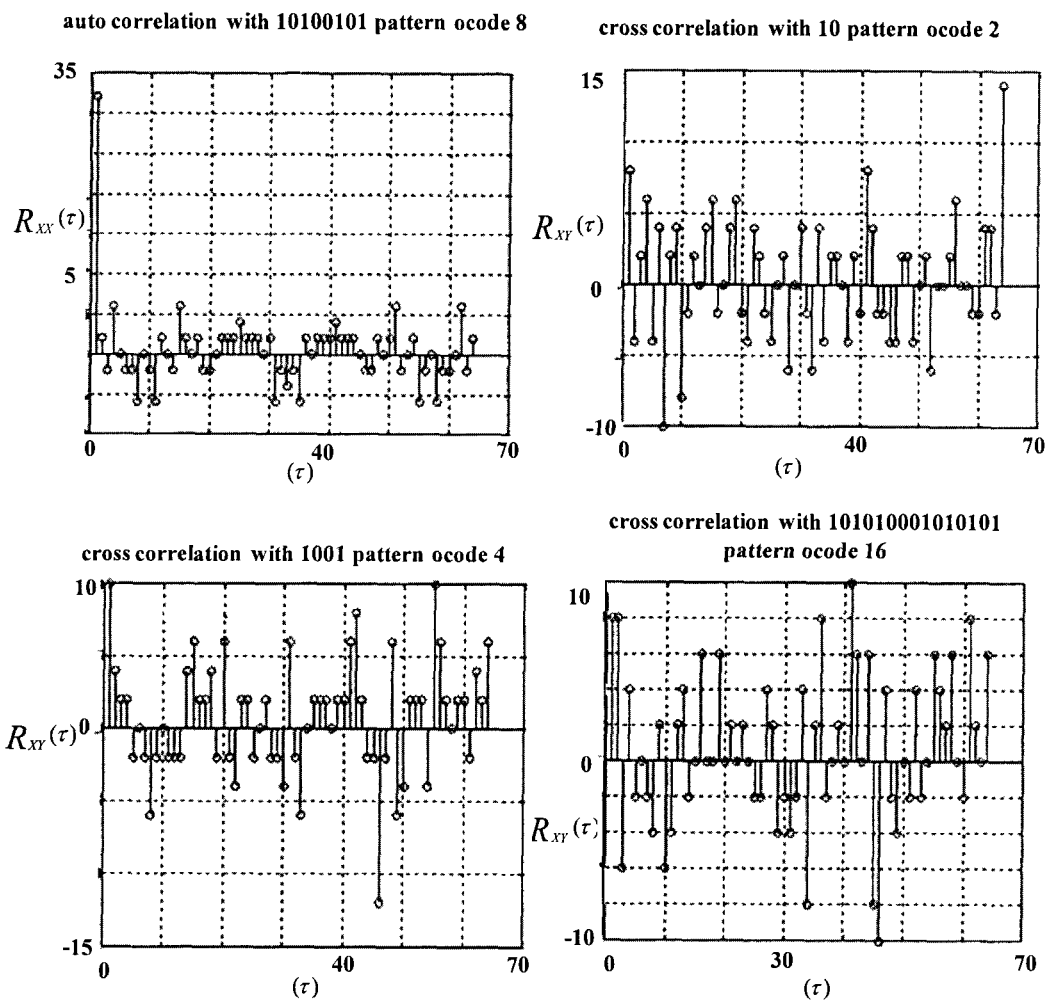 auto correlation with 10100101 pattern ocode 8
35
R_XX(τ)
5
0
40
70
(τ)
cross correlation with 10 pattern ocode 2
15
R_XY(τ)
0
-10
0
40
70
(τ)
cross correlation with 1001 pattern ocode 4
10
R_XY(τ)
0
-15
0
40
70
(τ)
cross correlation with 101010001010101
pattern ocode 16
10
0
R_XY(τ)
-10
0
30
70
(τ)